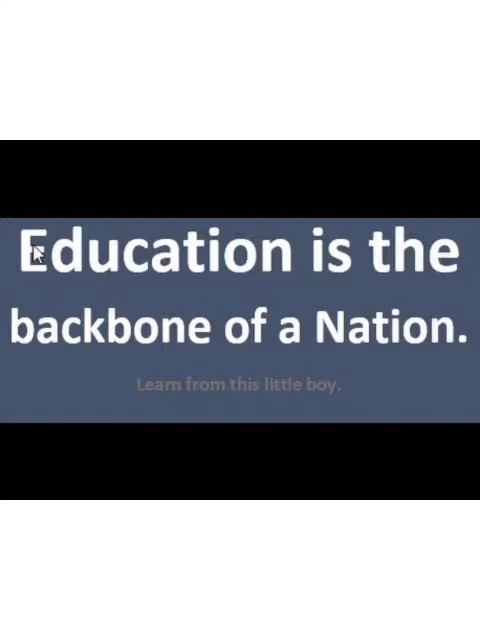 Education is the
backbone of a Nation.
Learn from this little boy.